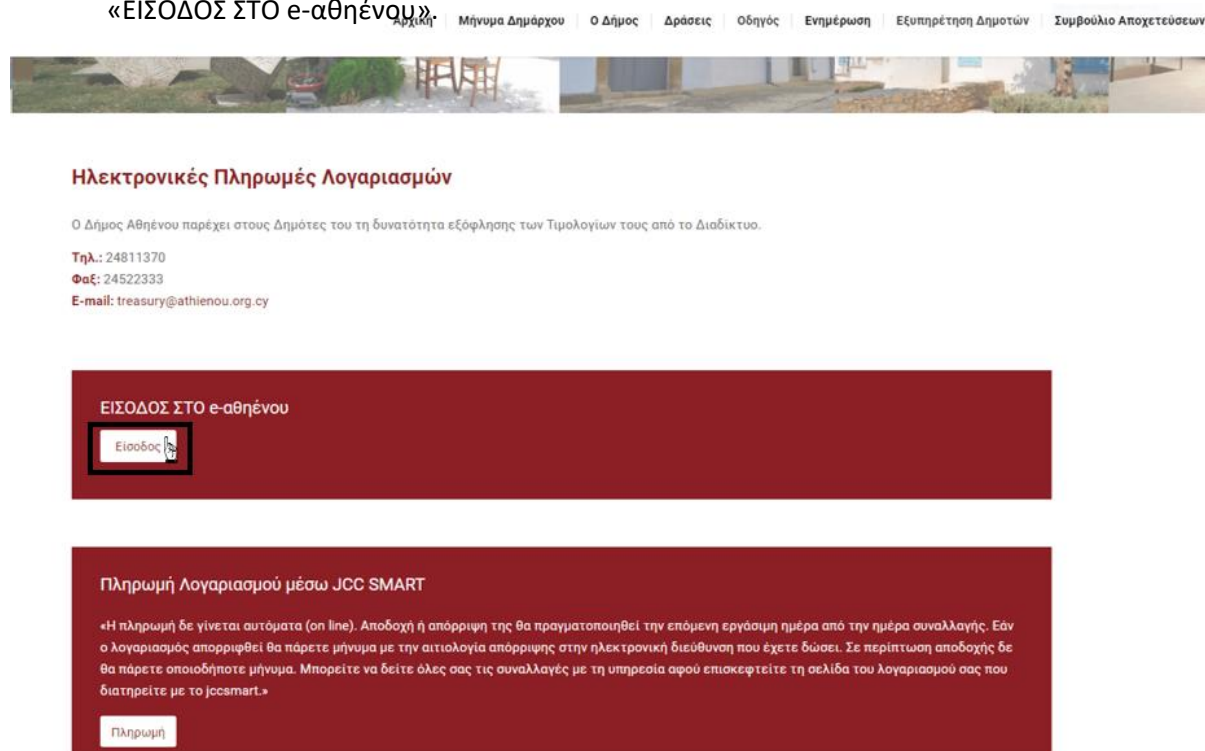 «ΕΙΣΟΔΟΣ ΣΤΟ e-αθηένου».
Αρχική Μήνυμα Δημάρχου Ο Δήμος Δράσεις Οδηγός Ενημέρωση Εξυπηρέτηση Δημοτών Συμβούλιο Αποχετεύσεων
Ηλεκτρονικές Πληρωμές Λογαριασμών
Ο Δήμος Αθηένου παρέχει στους Δημότες του τη δυνατότητα εξόφλησης των Τιμολογίων τους από το Διαδίκτυο.
Τηλ.: 24811370
Φαξ: 24522333
E-mail: treasury@athienou.org.cy
ΕΙΣΟΔΟΣ ΣΤΟ e-αθηένου
Είσοδος
Πληρωμή Λογαριασμού μέσω JCC SMART
«Η πληρωμή δε γίνεται αυτόματα (on line). Αποδοχή ή απόρριψη της θα πραγματοποιηθεί την επόμενη εργάσιμη ημέρα από την ημέρα συναλλαγής. Εάν
ο λογαριασμός απορριφθεί θα πάρετε μήνυμα με την αιτιολογία απόρριψης στην ηλεκτρονική διεύθυνση που έχετε δώσει. Σε περίπτωση αποδοχής δε
θα πάρετε οποιοδήποτε μήνυμα. Μπορείτε να δείτε όλες σας τις συναλλαγές με τη υπηρεσία αφού επισκεφτείτε τη σελίδα του λογαριασμού σας που
διατηρείτε με το jccsmart.»
Πληρωμή